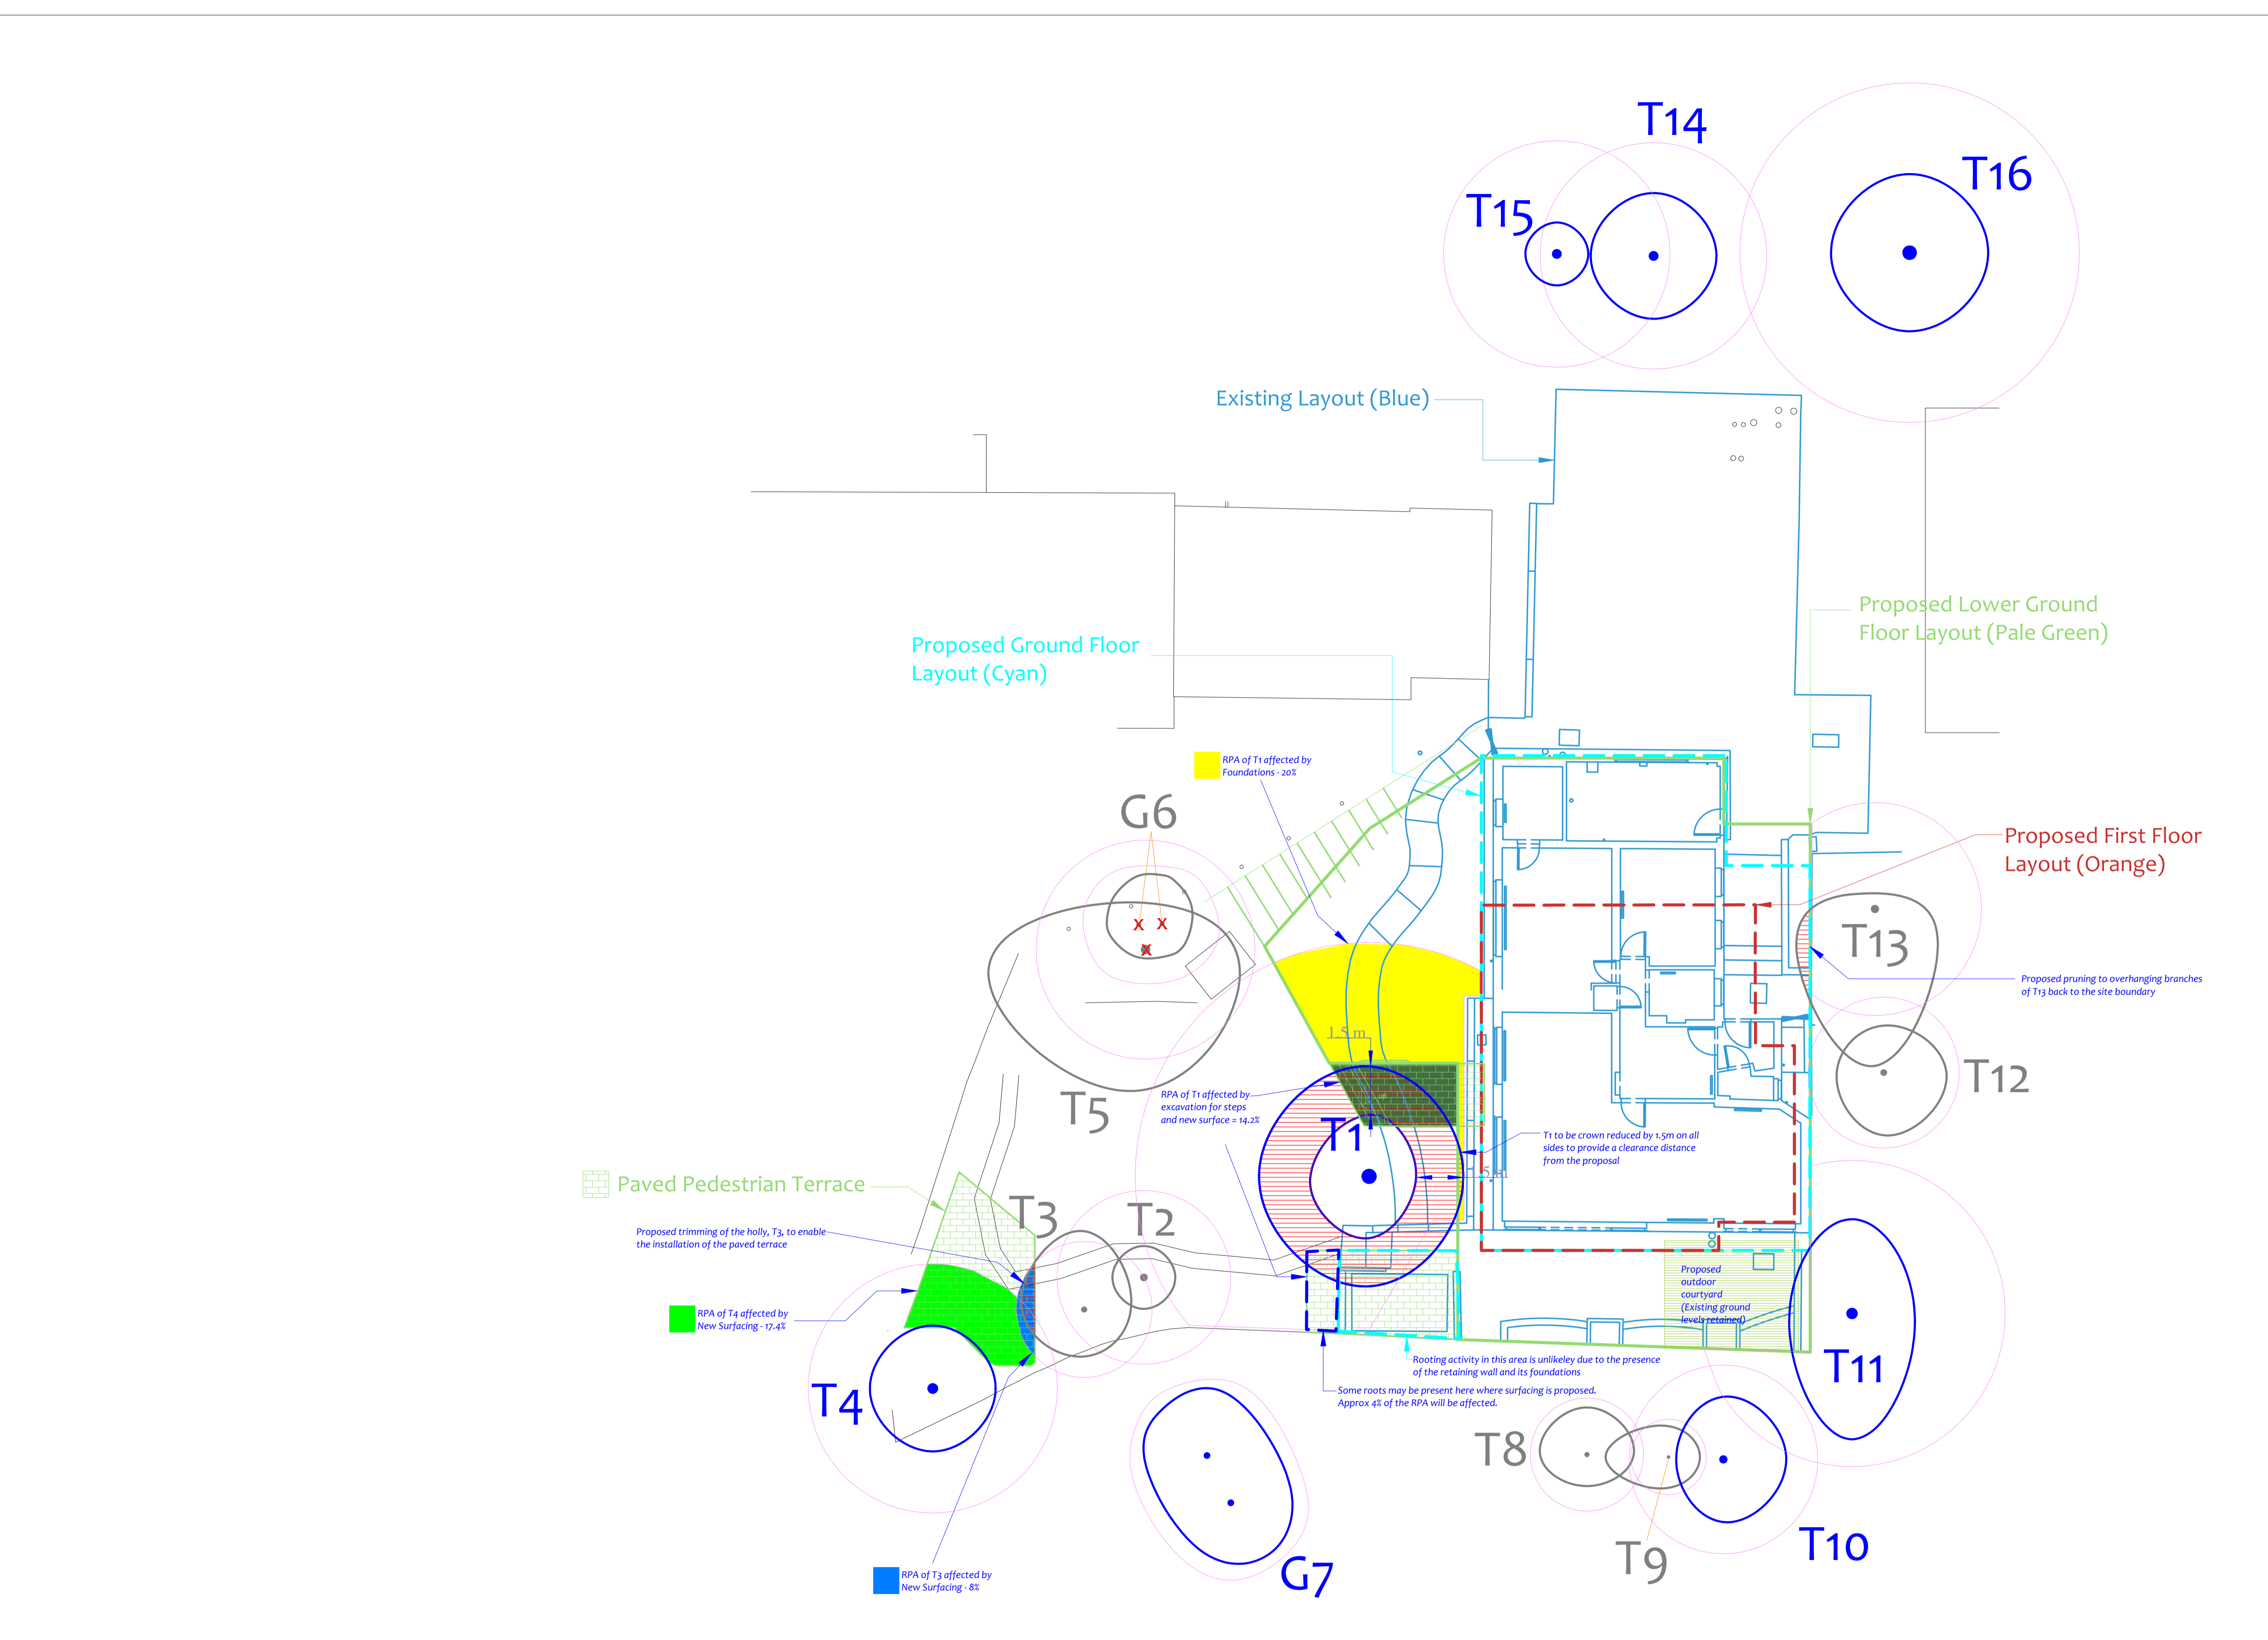 T14
T16
T15
Existing Layout (Blue)
Proposed Lower Ground
Floor Layout (Pale Green)
Proposed Ground Floor
Layout (Cyan)
RPA of T1 affected by
Foundations - 20%
G6
x x
x
Proposed First Floor
Layout (Orange)
T13
Proposed pruning to overhanging branches
of T13 back to the site boundary
1.5 m
T12
T5
RPA of T1 affected by
excavation for steps
and new surface = 14.2%
T1
T1 to be crown reduced by 1.5m on all
sides to provide a clearance distance
from the proposal
Paved Pedestrian Terrace
T3
T2
Proposed trimming of the holly, T3, to enable
the installation of the paved terrace
Proposed
outdoor
courtyard
(Existing ground
levels retained)
RPA of T4 affected by
New Surfacing - 17.4%
T11
Rooting activity in this area is unlikeley due to the presence
of the retaining wall and its foundations
Some roots may be present here where surfacing is proposed.
Approx 4% of the RPA will be affected.
T4
T8
T9
T10
RPA of T3 affected by
New Surfacing - 8%
G7